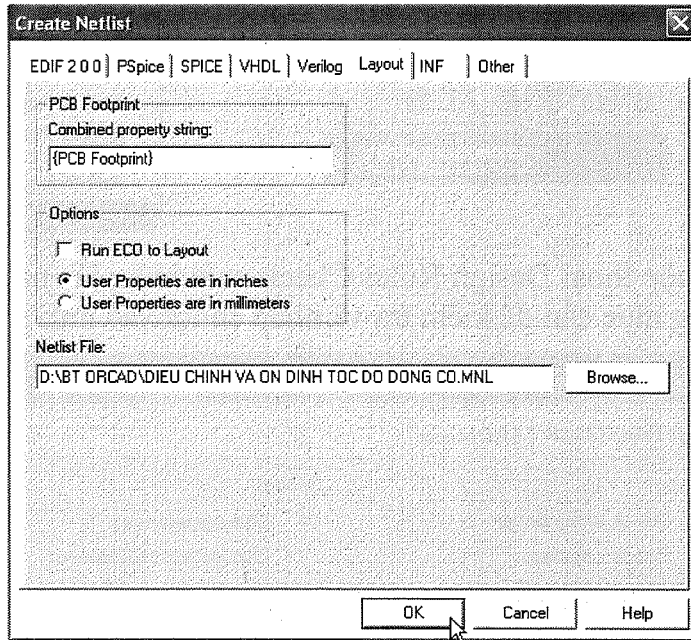 Create Netlist
EDIF 2 0 0 PSpice SPICE VHDL Verilog Layout INF Other
PCB Footprint
Combined property string:
{PCB Footprint}
Options
Run ECO to Layout
User Properties are in inches
User Properties are in millimeters
Netlist File:
D:\BT ORCAD\DIEU CHINH VA ON DINH TOC DO DONG CO.MNL
Browse...
OK Cancel Help